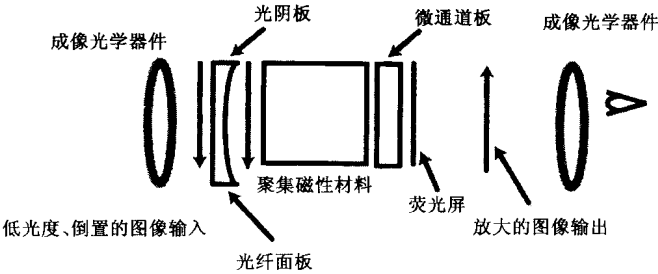 光阴板
微通道板
成像光学器件
成像光学器件
聚集磁性材料
荧光屏
低光度、倒置的图像输入
放大的图像输出
光纤面板